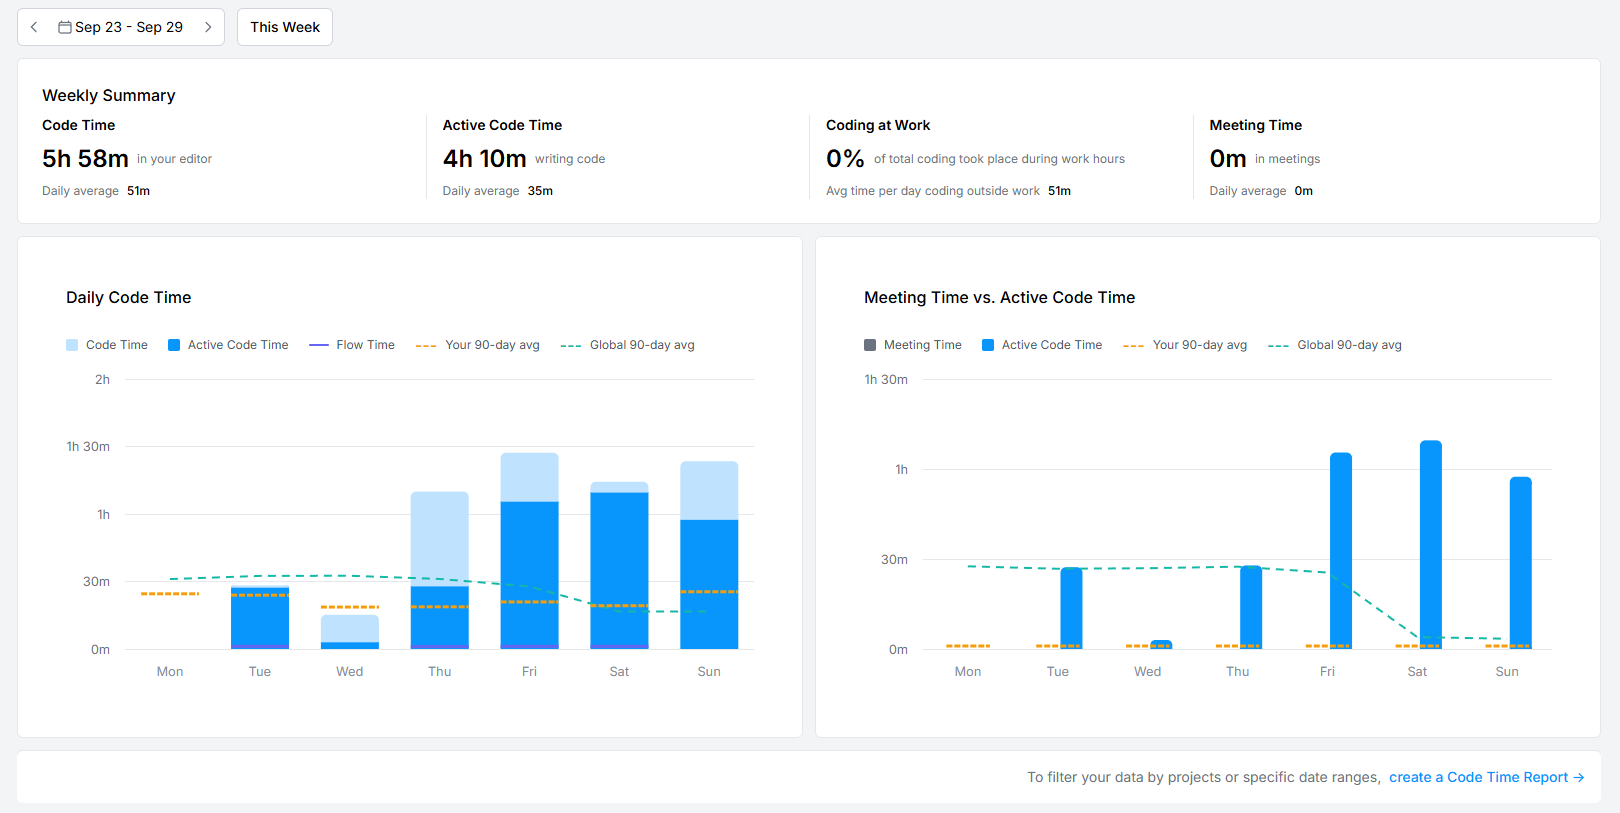 Sep 23 - Sep 29
This Week
Weekly Summary
Code Time
5h 58m in your editor
Daily average 51m
Active Code Time
4h 10m writing code
Daily average 35m
Coding at Work
0% of total coding took place during work hours
Avg time per day coding outside work 51m
Meeting Time
0m in meetings
Daily average 0m
Daily Code Time
Code Time Active Code Time Flow Time Your 90-day avg Global 90-day avg
2h
1h 30m
1h
30m
0m
Mon Tue Wed Thu Fri Sat Sun
Meeting Time vs. Active Code Time
Meeting Time Active Code Time Your 90-day avg Global 90-day avg
1h 30m
1h
30m
0m
Mon Tue Wed Thu Fri Sat Sun
To filter your data by projects or specific date ranges, create a Code Time Report →